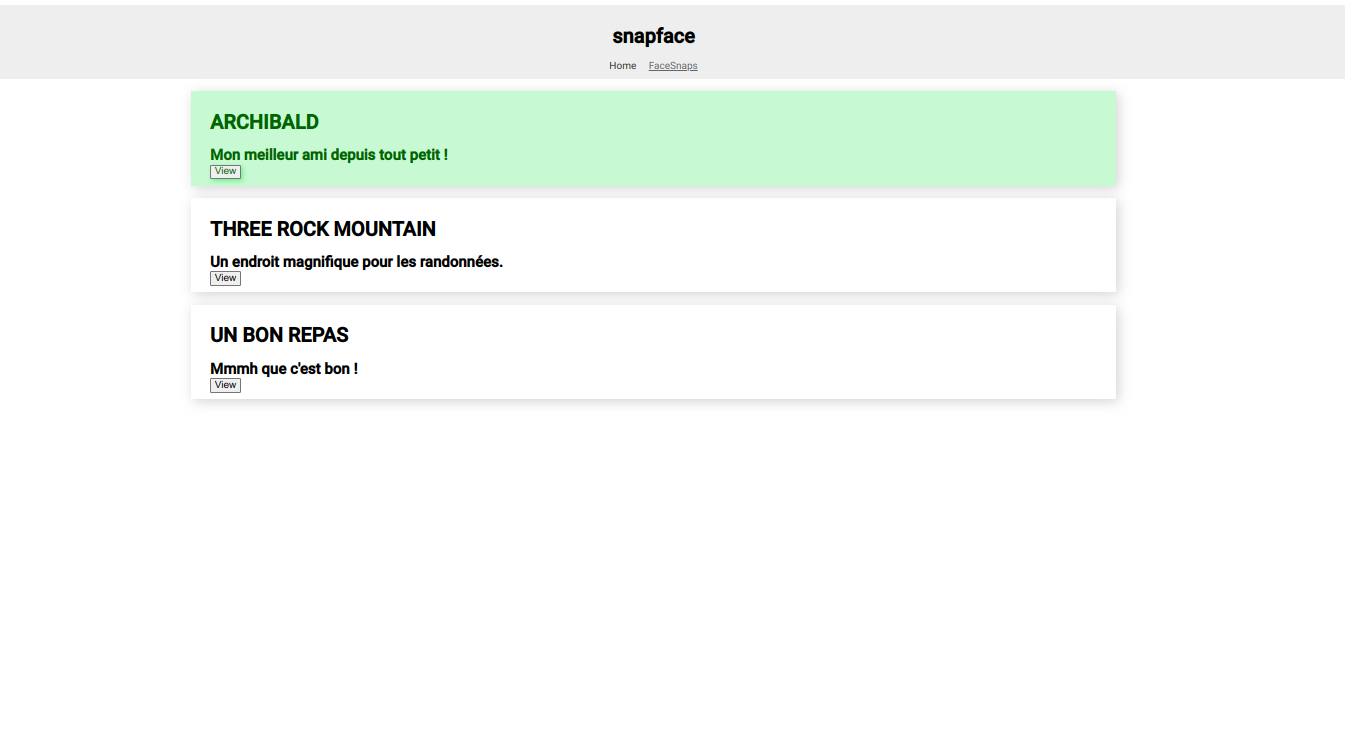 snapface
Home FaceSnaps
ARCHIBALD
Mon meilleur ami depuis tout petit !
View
THREE ROCK MOUNTAIN
Un endroit magnifique pour les randonnées.
View
UN BON REPAS
Mmmh que c'est bon !
View